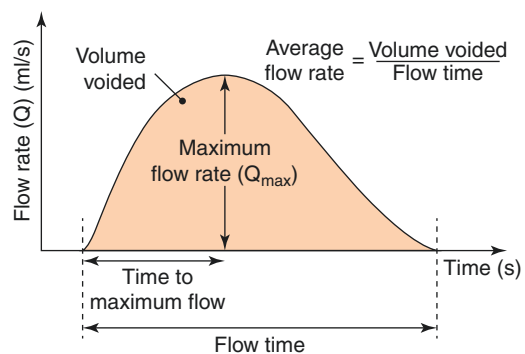 Volume
voided
Average
flow rate
=
Volume voided
Flow time
Flow rate (Q) (ml/s)
Maximum
flow rate (Qmax)
Time (s)
Time to
maximum flow
Flow time